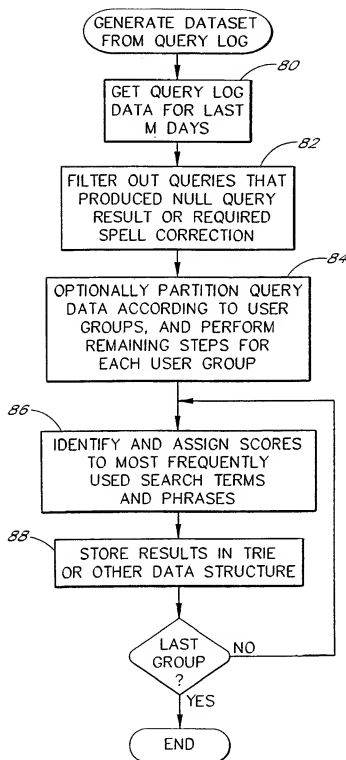 GENERATE DATASET
FROM QUERY LOG
80
GET QUERY LOG
DATA FOR LAST
M DAYS
82
FILTER OUT QUERIES THAT
PRODUCED NULL QUERY
RESULT OR REQUIRED
SPELL CORRECTION
84
OPTIONALLY PARTITION QUERY
DATA ACCORDING TO USER
GROUPS, AND PERFORM
REMAINING STEPS FOR
EACH USER GROUP
86
IDENTIFY AND ASSIGN SCORES
TO MOST FREQUENTLY
USED SEARCH TERMS
AND PHRASES
88
STORE RESULTS IN TRIE
OR OTHER DATA STRUCTURE
LAST
GROUP
?
NO
YES
END